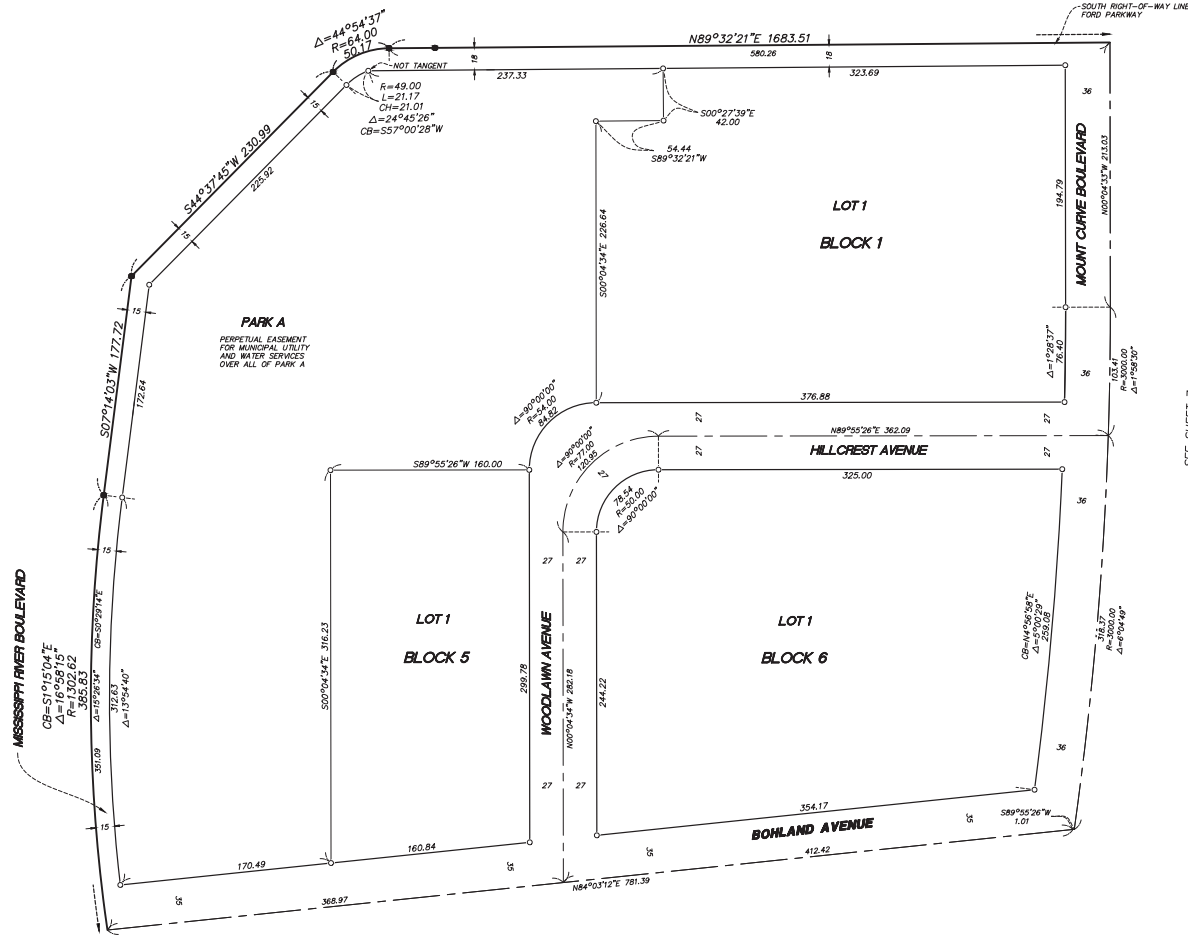 SOUTH RIGHT-OF-WAY LINE
FORD PARKWAY
Δ=44°54'37"
R=64.00
50.17
N89°32'21"E 1683.51
580.26
18
18
NOT TANGENT
237.33
323.69
R=49.00
L=21.17
CH=21.01
Δ=24°45'26"
CB=S57°00'28"W
S00°27'39"E
42.00
54.44
S89°32'21"W
36
15
S44°37'45"W 230.99
225.92
15
LOT 1
BLOCK 1
194.79
MOUNT CURVE BOULEVARD
N00°04'33"W 213.03
S00°04'34"E 226.64
15
PARK A
PERPETUAL EASEMENT
FOR MUNICIPAL UTILITY
AND WATER SERVICES
OVER ALL OF PARK A
S07°14'03"W 177.72
172.64
Δ=1°28'37"
76.40
36
103.41
R=3000.00
Δ=1°58'30"
376.88
Δ=90°00'00"
R=54.00
84.82
27
27
N89°55'26"E 362.09
HILLCREST AVENUE
27
27
Δ=90°00'00"
R=77.00
120.95
27
S89°55'26"W 160.00
325.00
78.54
R=50.00
Δ=90°00'00"
36
15
27
27
MISSISSIPPI RIVER BOULEVARD
CB=S1°15'04"E
Δ=16°58'15"
R=1302.62
385.83
CB=S0°29'14"E
Δ=15°26'34"
351.09
312.63
Δ=13°54'40"
S00°04'34"E 316.23
LOT 1
BLOCK 5
299.78
WOODLAWN AVENUE
N00°04'34"W 282.18
244.22
LOT 1
BLOCK 6
CB=N4°56'58"E
Δ=5°00'29"
259.08
318.37
R=3000.00
Δ=6°04'49"
36
27
27
15
354.17
BOHLAND AVENUE
S89°55'26"W
1.01
35
35
412.42
170.49
160.84
35
35
368.97
N84°03'12"E 781.39